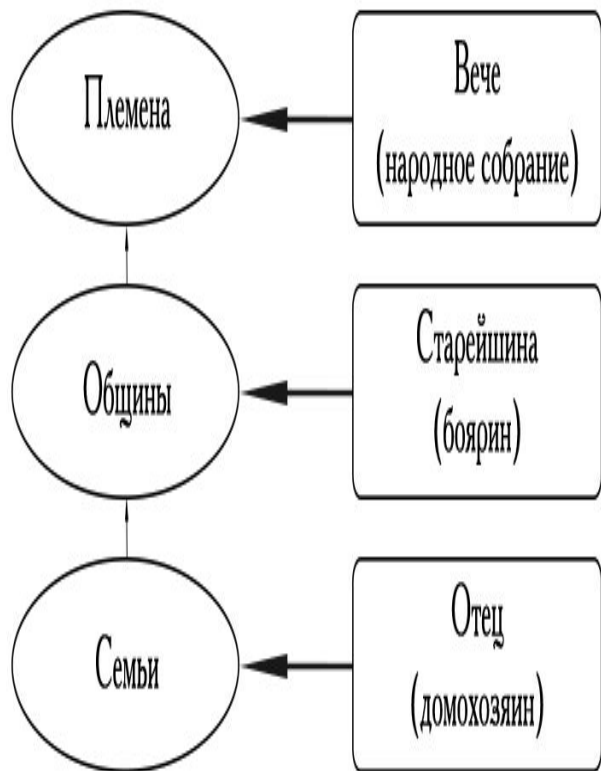 Племена
Вече
(народное собрание)
Общины
Старейшина
(боярин)
Семьи
Отец
(домохозяин)